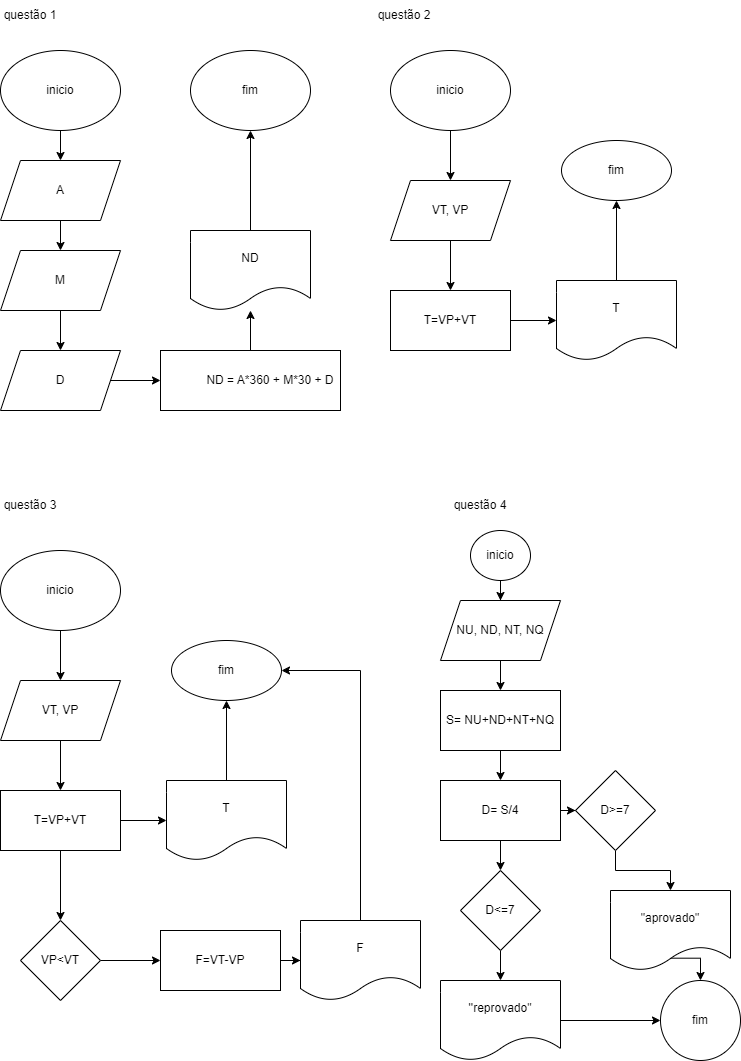 questão 1
inicio
A
M
D
ND = A*360 + M*30 + D
ND
fim
questão 2
inicio
VT, VP
T=VP+VT
T
fim
questão 3
inicio
VT, VP
T=VP+VT
T
fim
VP<VT
F=VT-VP
F
questão 4
inicio
NU, ND, NT, NQ
S= NU+ND+NT+NQ
D= S/4
D>=7
"aprovado"
D<=7
"reprovado"
fim